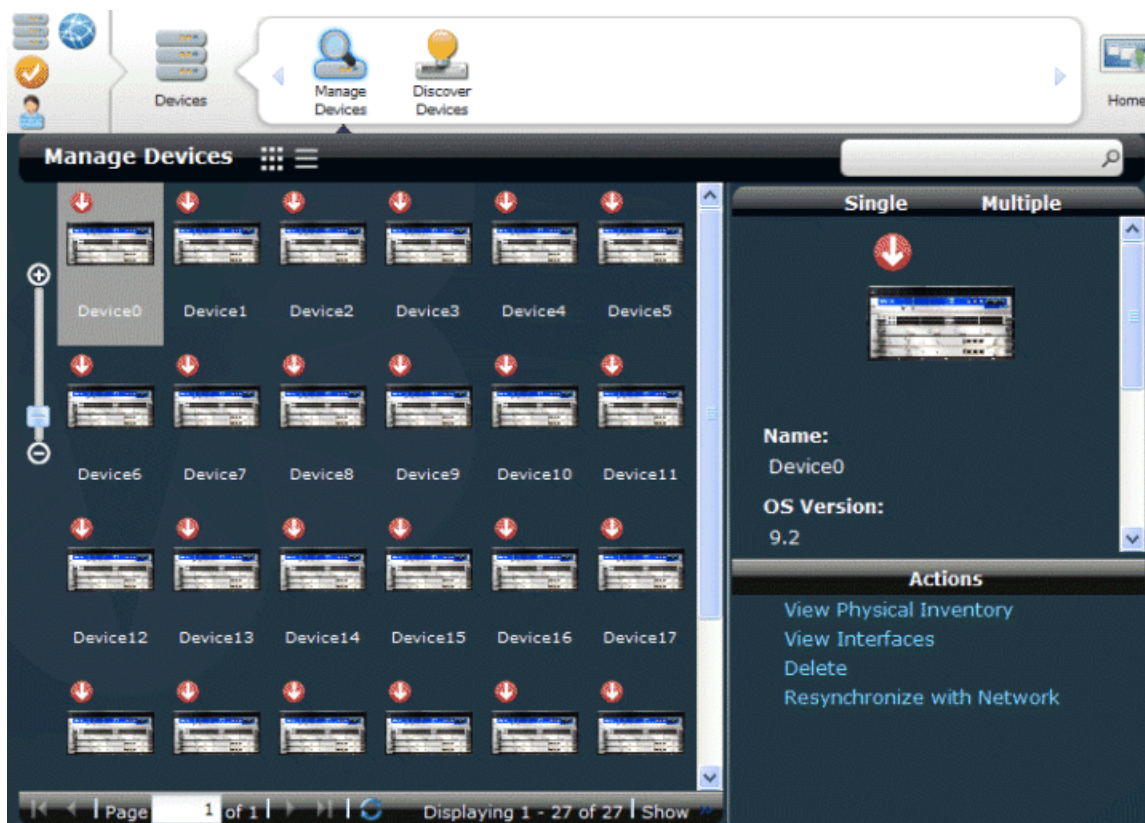 Devices
Manage
Devices
Discover
Devices
Home
Manage Devices
Single Multiple
Device0 Device1 Device2 Device3 Device4 Device5
Device6 Device7 Device8 Device9 Device10 Device11
Device12 Device13 Device14 Device15 Device16 Device17
Name:
Device0
OS Version:
9.2
Actions
View Physical Inventory
View Interfaces
Delete
Resynchronize with Network
Page 1 of 1 Displaying 1 - 27 of 27 Show